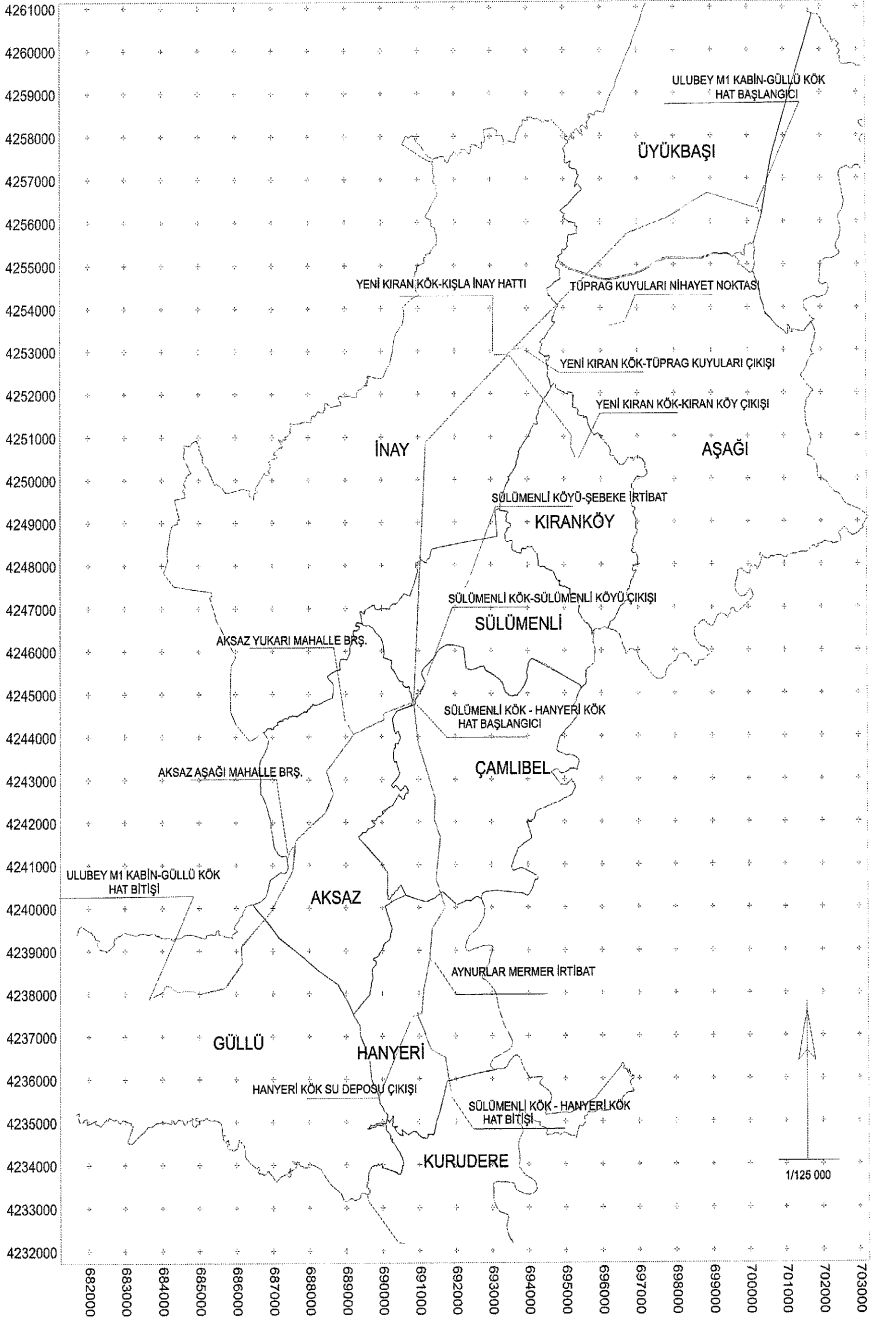 4261000
4260000
4259000
4258000
4257000
4256000
4255000
4254000
4253000
4252000
4251000
4250000
4249000
4248000
4247000
4246000
4245000
4244000
4243000
4242000
4241000
4240000
4239000
4238000
4237000
4236000
4235000
4234000
4233000
4232000
ULUBEY M1 KABİN-GÜLLÜ KÖK
HAT BAŞLANGICI
ÜYÜKBAŞI
YENİ KIRAN KÖK-KIŞLA İNAY HATTI
TÜPRAG KUYULARI NİHAYET NOKTASI
YENİ KIRAN KÖK-TÜPRAG KUYULARI ÇIKIŞI
YENİ KIRAN KÖK-KIRAN KÖY ÇIKIŞI
İNAY
AŞAĞI
SÜLÜMENLİ KÖYÜ-ŞEBEKE İRTİBAT
KIRANKÖY
SÜLÜMENLİ KÖK-SÜLÜMENLİ KÖYÜ ÇIKIŞI
SÜLÜMENLİ
AKSAZ YUKARI MAHALLE BRŞ.
SÜLÜMENLİ KÖK - HANYERİ KÖK
HAT BAŞLANGICI
ÇAMLIBEL
AKSAZ AŞAĞI MAHALLE BRŞ.
ULUBEY M1 KABİN-GÜLLÜ KÖK
HAT BİTİŞİ
AKSAZ
AYNURLAR MERMER İRTİBAT
GÜLLÜ
HANYERİ
HANYERİ KÖK SU DEPOSU ÇIKIŞI
SÜLÜMENLİ KÖK - HANYERİ KÖK
HAT BİTİŞİ
KURUDERE
1/125 000
682000
683000
684000
685000
686000
687000
688000
689000
690000
691000
692000
693000
694000
695000
696000
697000
698000
699000
700000
701000
702000
703000